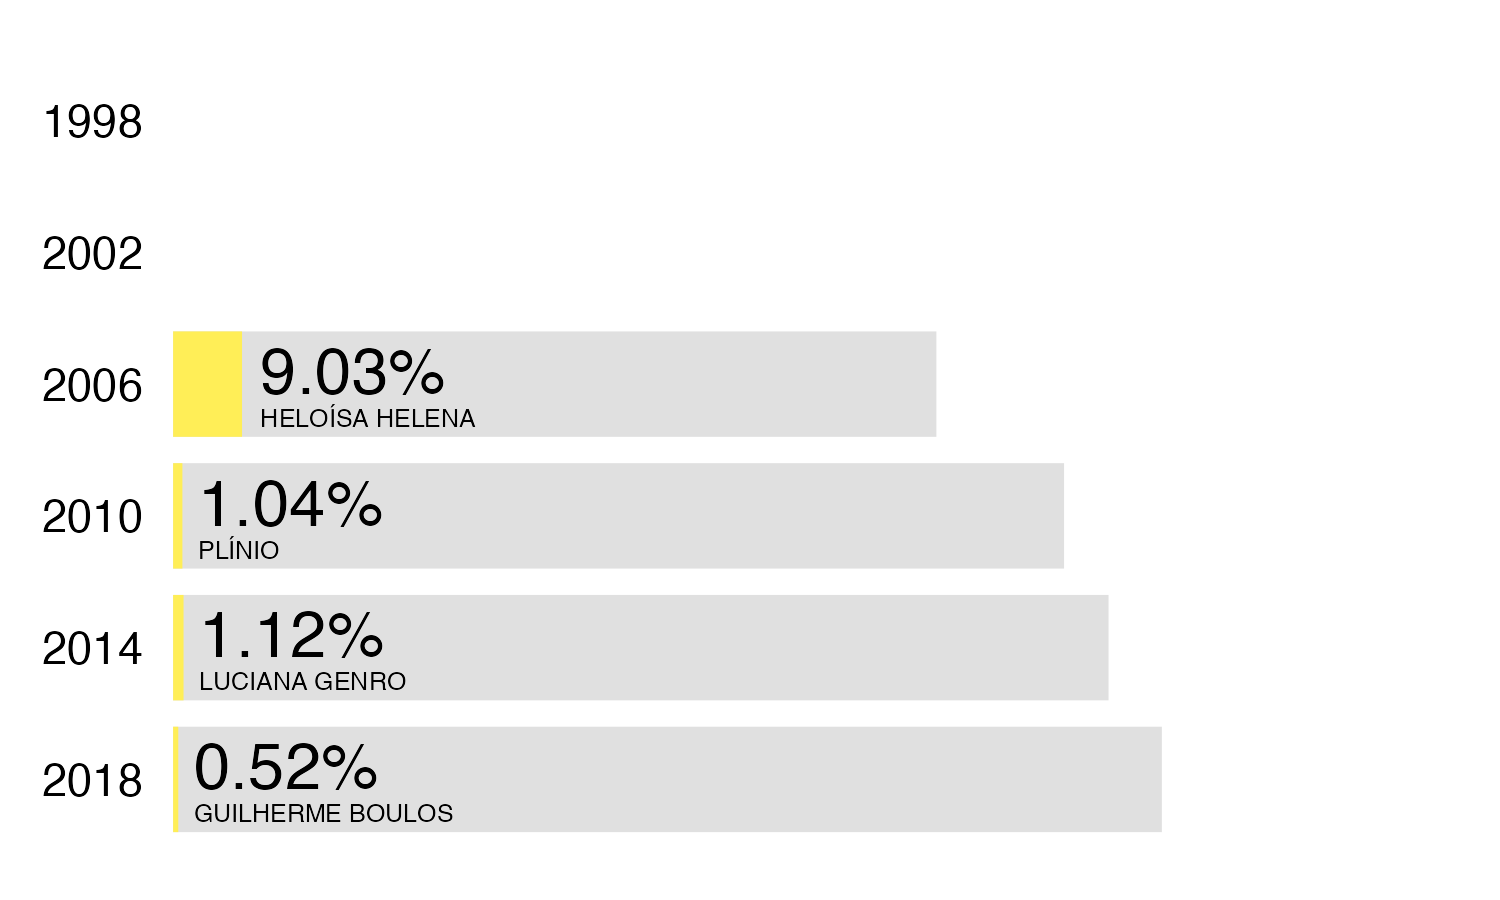 1998
2002
2006
9.03%
HELOÍSA HELENA
2010
1.04%
PLÍNIO
2014
1.12%
LUCIANA GENRO
2018
0.52%
GUILHERME BOULOS